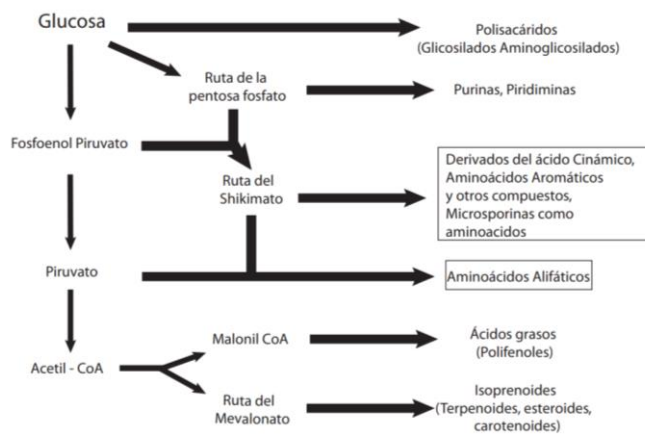 Glucosa
Polisacáridos
(Glicosilados Aminoglicosilados)
Ruta de la
pentosa fosfato
Purinas, Piridiminas
Fosfoenol Piruvato
Ruta del
Shikimato
Derivados del ácido Cinámico,
Aminoácidos Aromáticos
y otros compuestos,
Microsporinas como
aminoacidos
Piruvato
Aminoácidos Alifáticos
Malonil CoA
Ácidos grasos
(Polifenoles)
Acetil - CoA
Ruta del
Mevalonato
Isoprenoides
(Terpenoides, esteroides,
carotenoides)